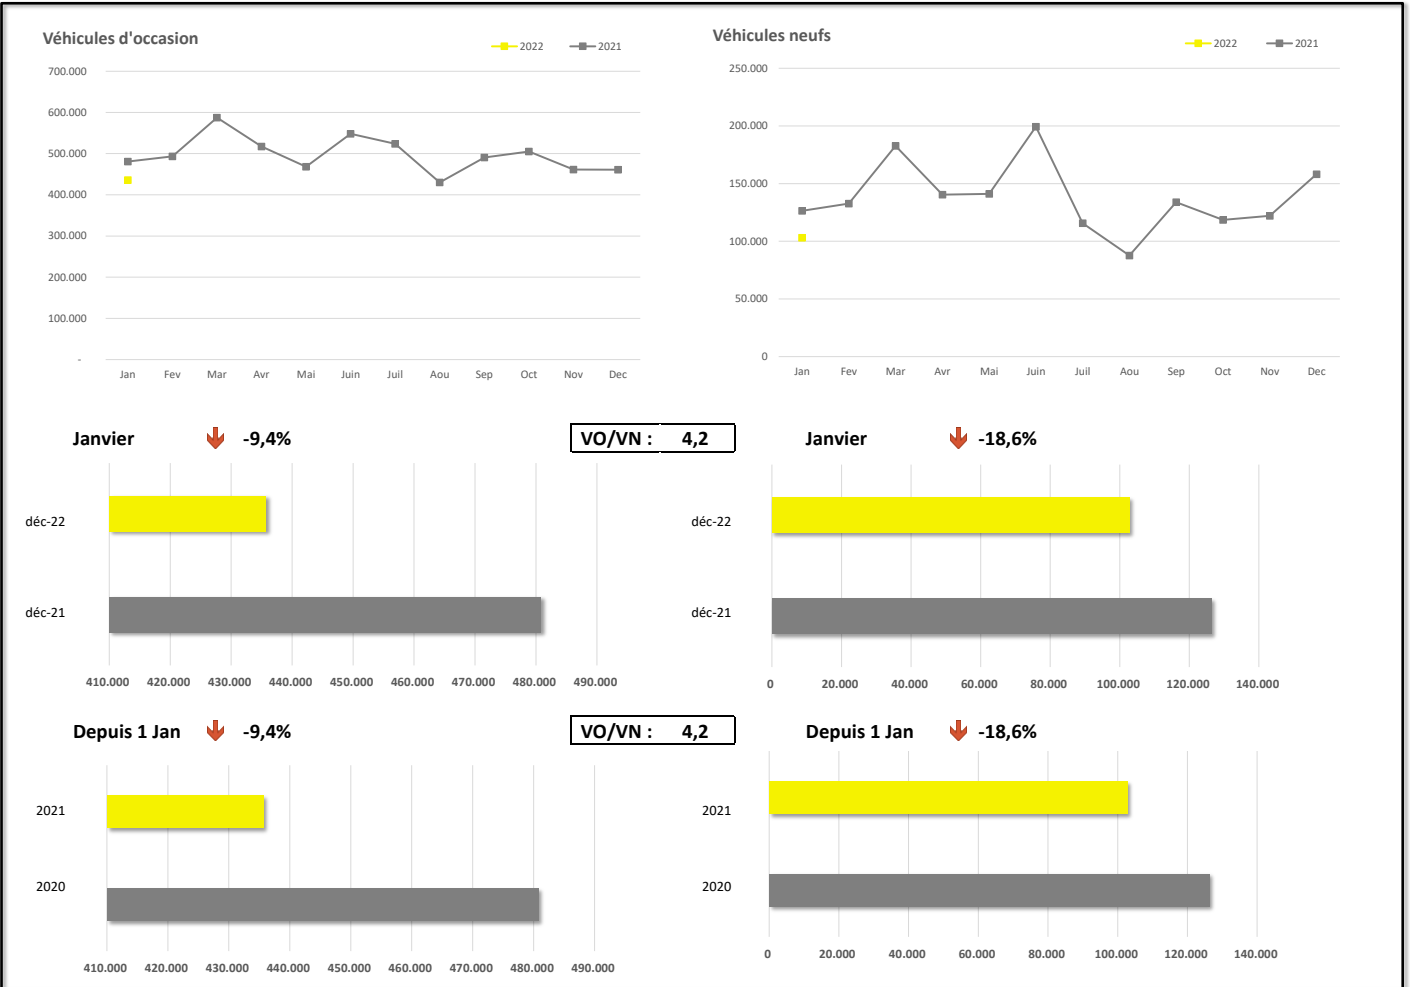 Véhicules d'occasion
2022 2021
700.000
600.000
500.000
400.000
300.000
200.000
100.000
-
Jan Fev Mar Avr Mai Juin Juil Aou Sep Oct Nov Dec
Véhicules neufs
2022 2021
250.000
200.000
150.000
100.000
50.000
0
Jan Fev Mar Avr Mai Juin Juil Aou Sep Oct Nov Dec
Janvier -9,4%
VO/VN : 4,2
Janvier -18,6%
déc-22
déc-21
410.000 420.000 430.000 440.000 450.000 460.000 470.000 480.000 490.000
déc-22
déc-21
0 20.000 40.000 60.000 80.000 100.000 120.000 140.000
Depuis 1 Jan -9,4%
VO/VN : 4,2
Depuis 1 Jan -18,6%
2021
2020
410.000 420.000 430.000 440.000 450.000 460.000 470.000 480.000 490.000
2021
2020
0 20.000 40.000 60.000 80.000 100.000 120.000 140.000